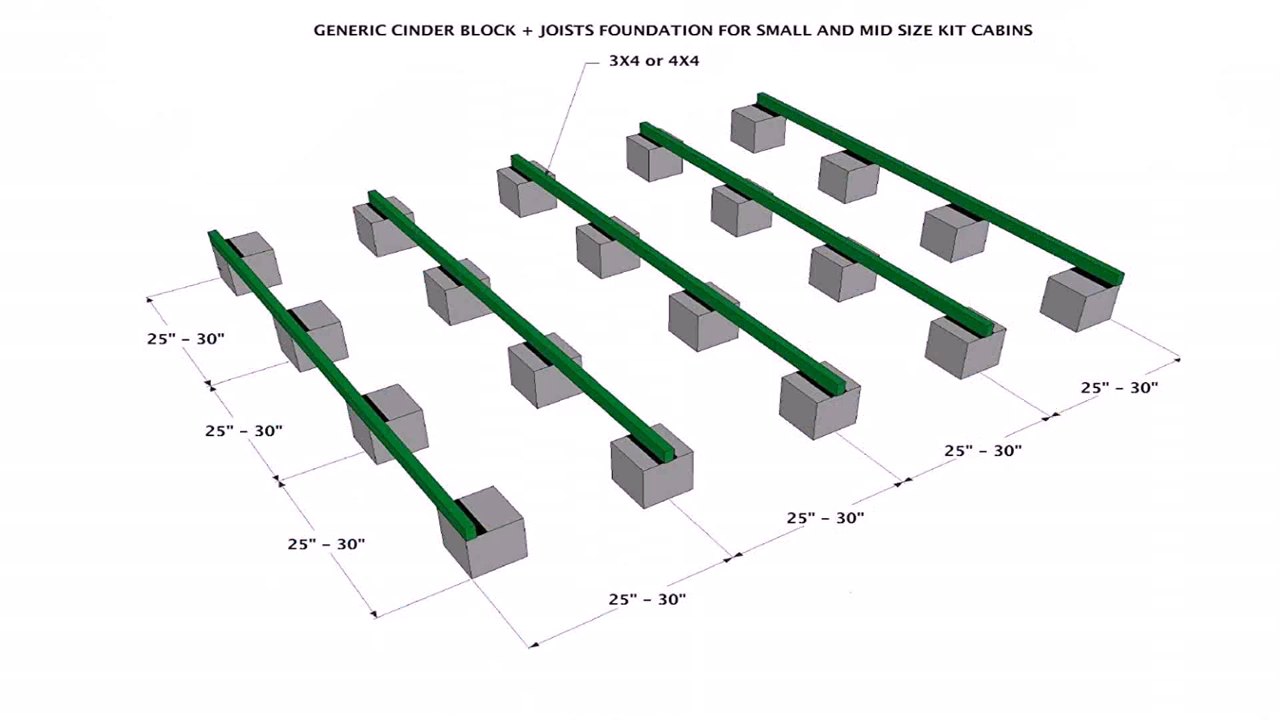 GENERIC CINDER BLOCK + JOISTS FOUNDATION FOR SMALL AND MID SIZE KIT CABINS
3X4 or 4X4
25" – 30"
25" – 30"
25" – 30"
25" – 30"
25" – 30"
25" – 30"
25" – 30"